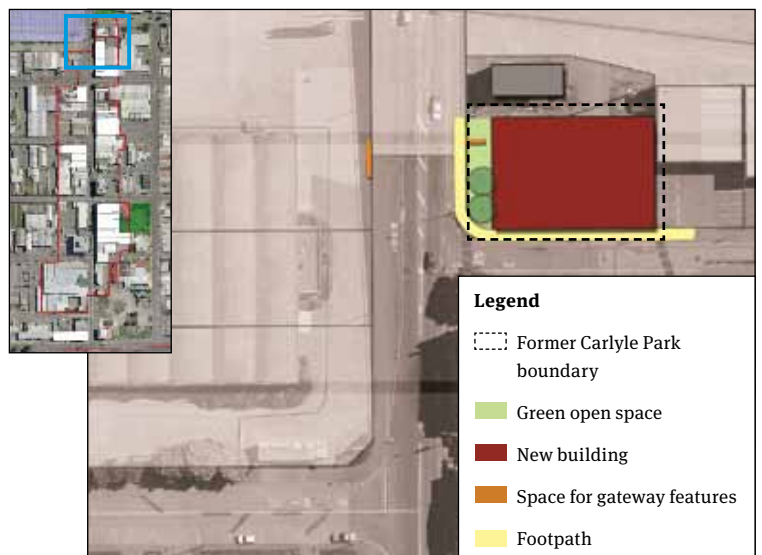 Legend
Former Carlyle Park
boundary
Green open space
New building
Space for gateway features
Footpath